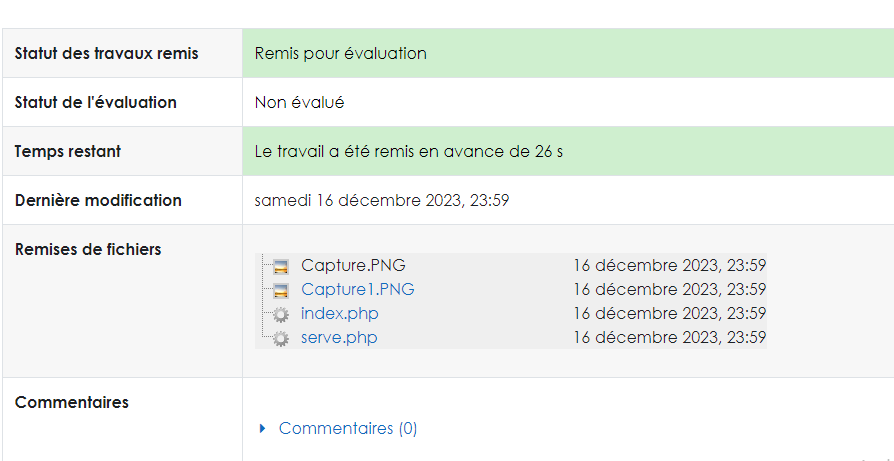 Statut des travaux remis Remis pour évaluation
Statut de l'évaluation Non évalué
Temps restant Le travail a été remis en avance de 26 s
Dernière modification samedi 16 décembre 2023, 23:59
Remises de fichiers
Capture.PNG 16 décembre 2023, 23:59
Capture1.PNG 16 décembre 2023, 23:59
index.php 16 décembre 2023, 23:59
serve.php 16 décembre 2023, 23:59
Commentaires
Commentaires (0)